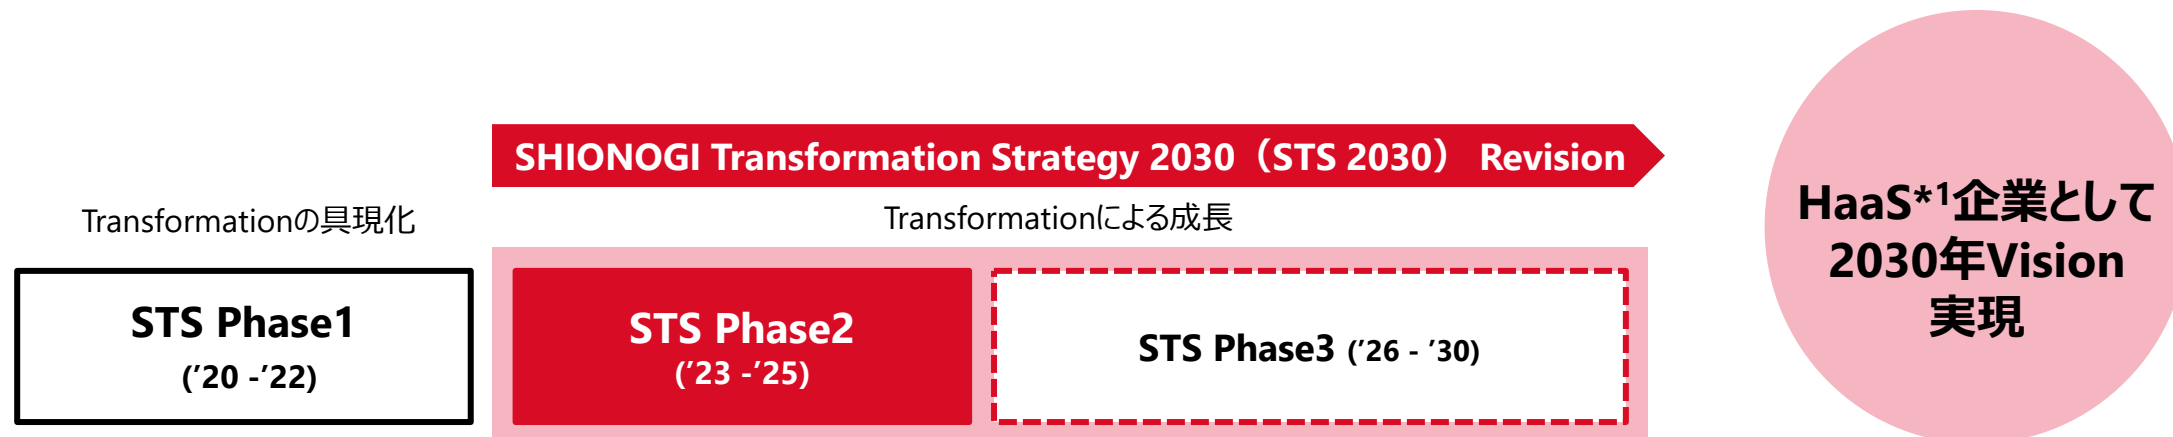 SHIONOGI Transformation Strategy 2030（STS 2030） Revision
Transformationの具現化
Transformationによる成長
STS Phase1
(’20 -’22)
STS Phase2
(’23 -’25)
STS Phase3 (’26 - ’30)
HaaS*1企業として
2030年Vision
実現